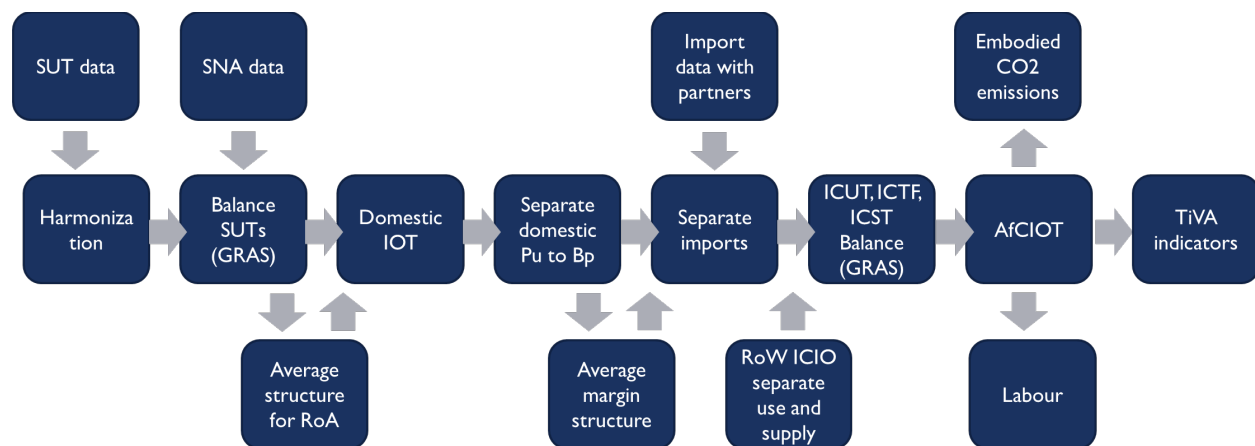 SUT data
SNA data
Import
data with
partners
Embodied
CO2
emissions
Harmoniza
tion
Balance
SUTs
(GRAS)
Domestic
IOT
Separate
domestic
Pu to Bp
Separate
imports
ICUT, ICTF,
ICST
Balance
(GRAS)
AfCIOT
TiVA
indicators
Average
structure
for RoA
Average
margin
structure
RoW ICIO
separate
use and
supply
Labour